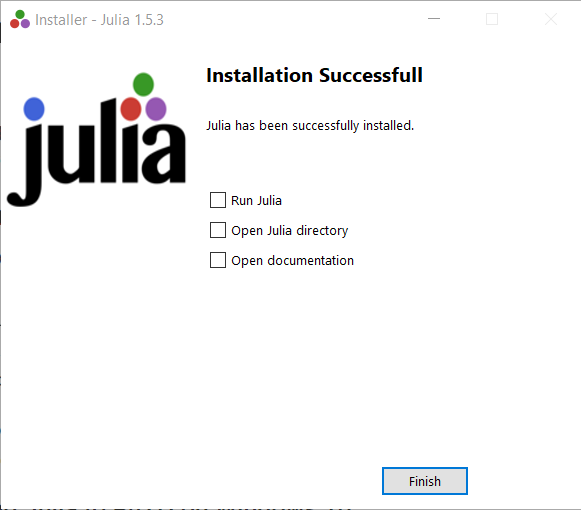 Installer - Julia 1.5.3
Installation Successfull
julia
Julia has been successfully installed.
Run Julia
Open Julia directory
Open documentation
Finish